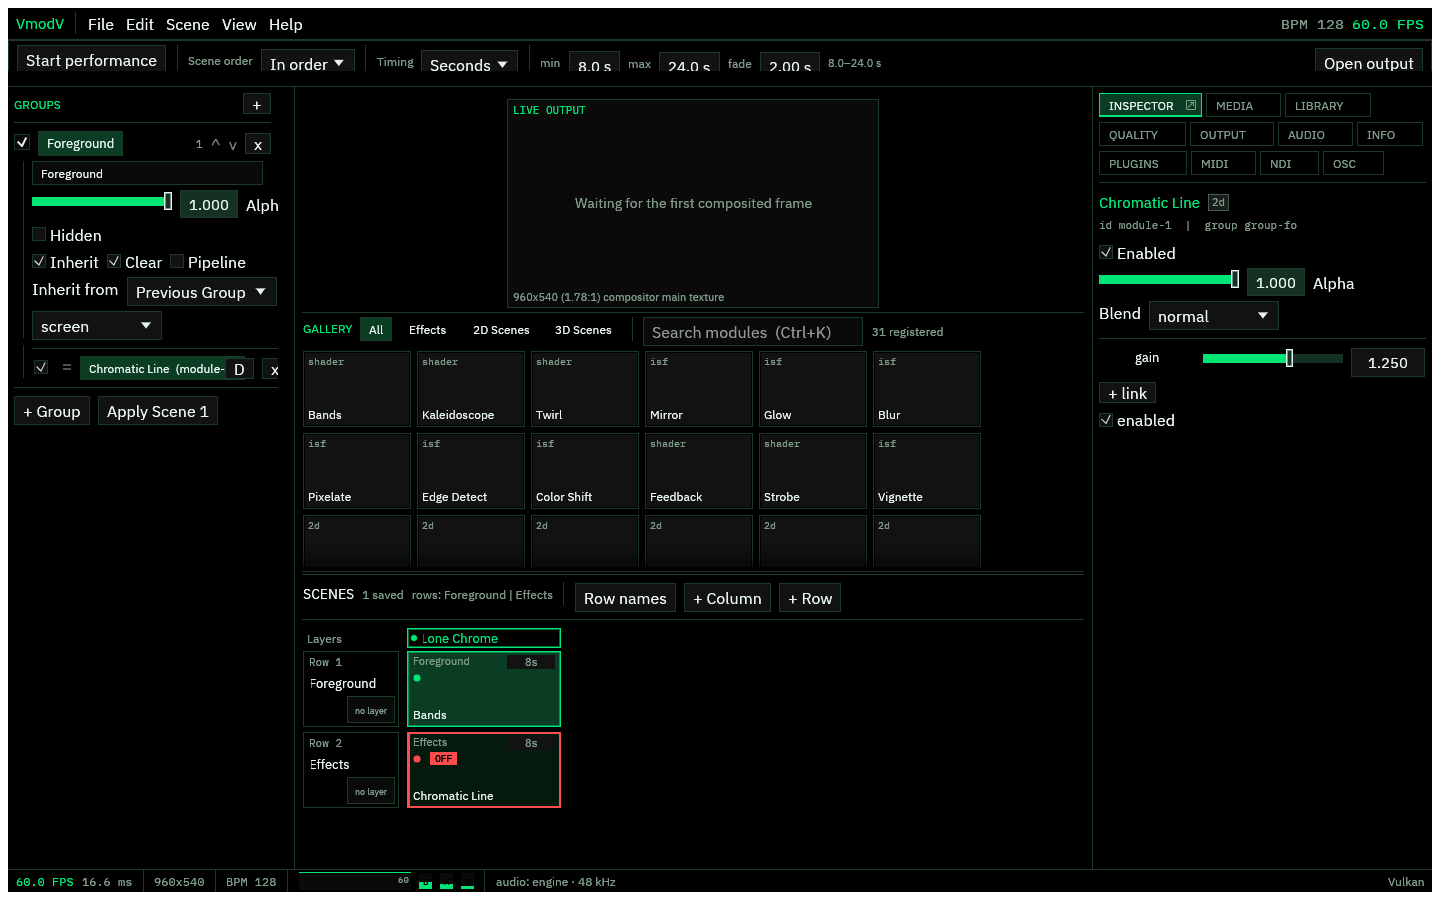 VmodV File Edit Scene View Help BPM 128 60.0 FPS
Start performance Scene order In order Timing Seconds min 8.0 s max 24.0 s fade 2.00 s 8.0–24.0 s Open output
GROUPS +
Foreground 1 ^ v x
Foreground
1.000 Alph
Hidden
Inherit Clear Pipeline
Inherit from Previous Group
screen
= Chromatic Line (module- D x
+ Group Apply Scene 1
LIVE OUTPUT
Waiting for the first composited frame
960x540 (1.78:1) compositor main texture
GALLERY All Effects 2D Scenes 3D Scenes Search modules (Ctrl+K) 31 registered
shader shader shader isf isf isf
Bands Kaleidoscope Twirl Mirror Glow Blur
isf isf isf shader shader isf
Pixelate Edge Detect Color Shift Feedback Strobe Vignette
2d 2d 2d 2d 2d 2d
SCENES 1 saved rows: Foreground | Effects Row names + Column + Row
Layers Lone Chrome
Row 1 Foreground 8s
Foreground
no layer Bands
Row 2 Effects 8s
Effects OFF
no layer Chromatic Line
INSPECTOR MEDIA LIBRARY
QUALITY OUTPUT AUDIO INFO
PLUGINS MIDI NDI OSC
Chromatic Line 2d
id module-1 | group group-fo
Enabled
1.000 Alpha
Blend normal
gain 1.250
+ link
enabled
60.0 FPS 16.6 ms 960x540 BPM 128 60 audio: engine · 48 kHz Vulkan